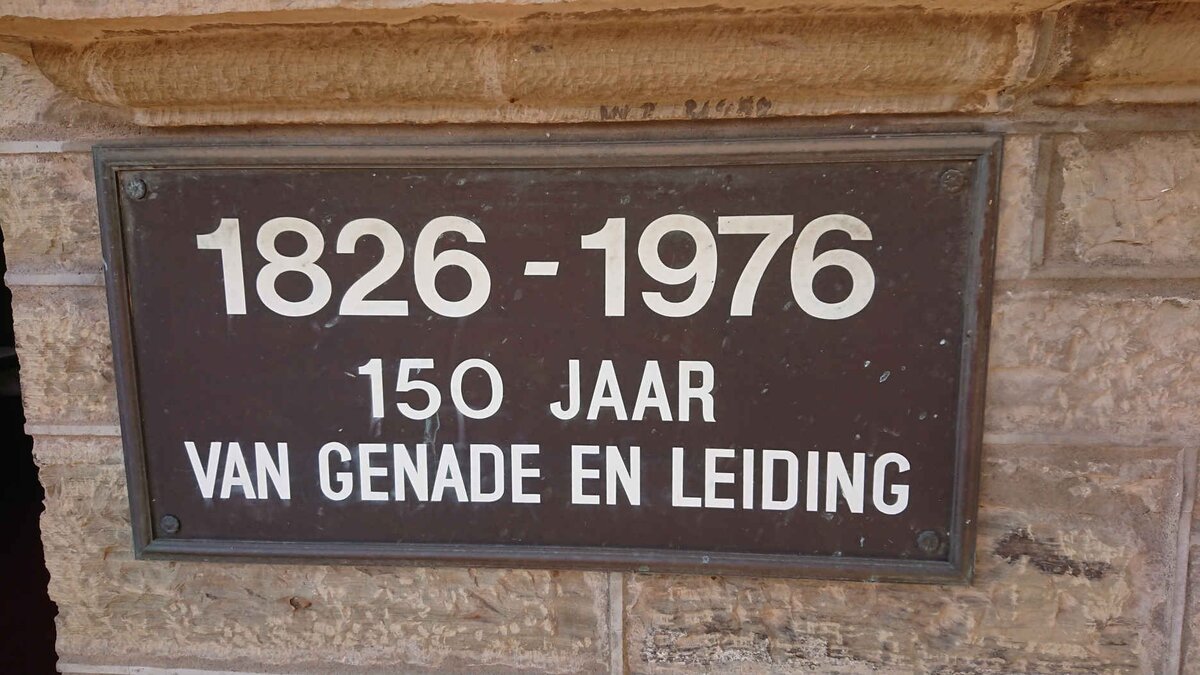 1826 - 1976
150 JAAR
VAN GENADE EN LEIDING